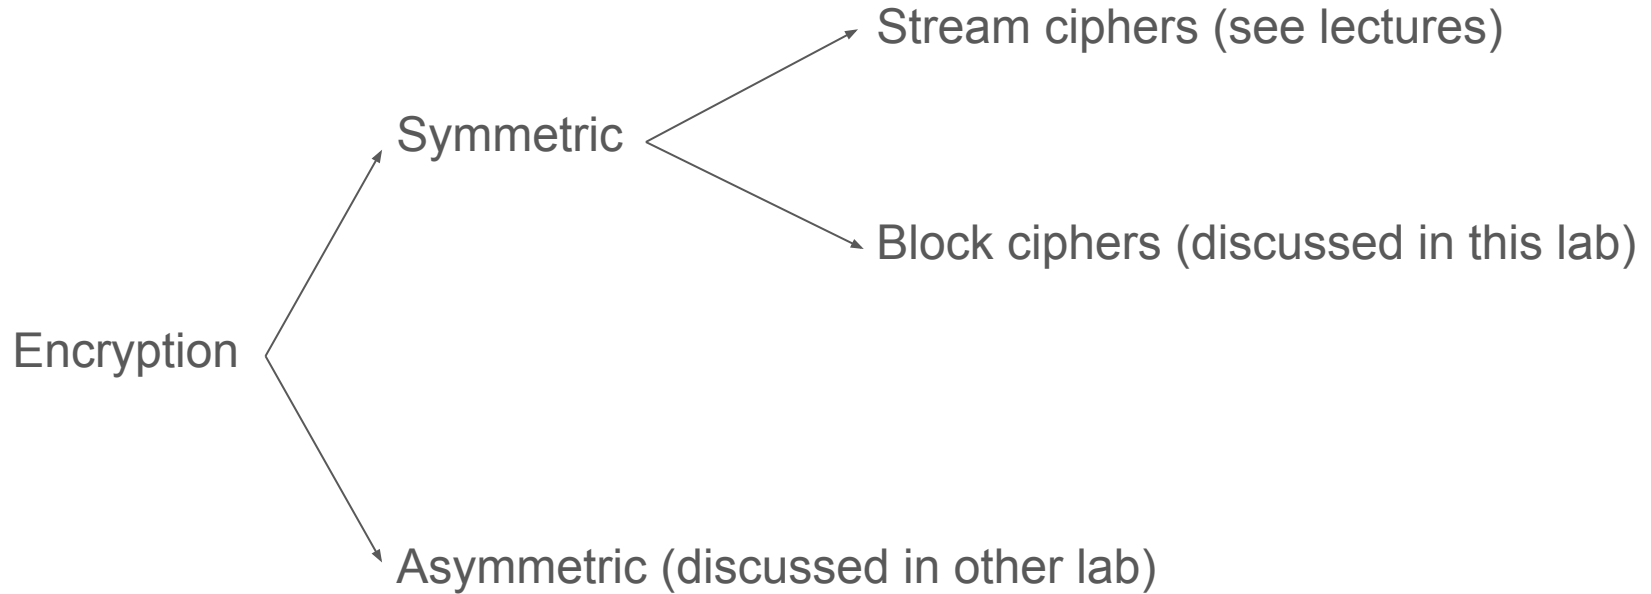 Stream ciphers (see lectures)
Symmetric
Block ciphers (discussed in this lab)
Encryption
Asymmetric (discussed in other lab)